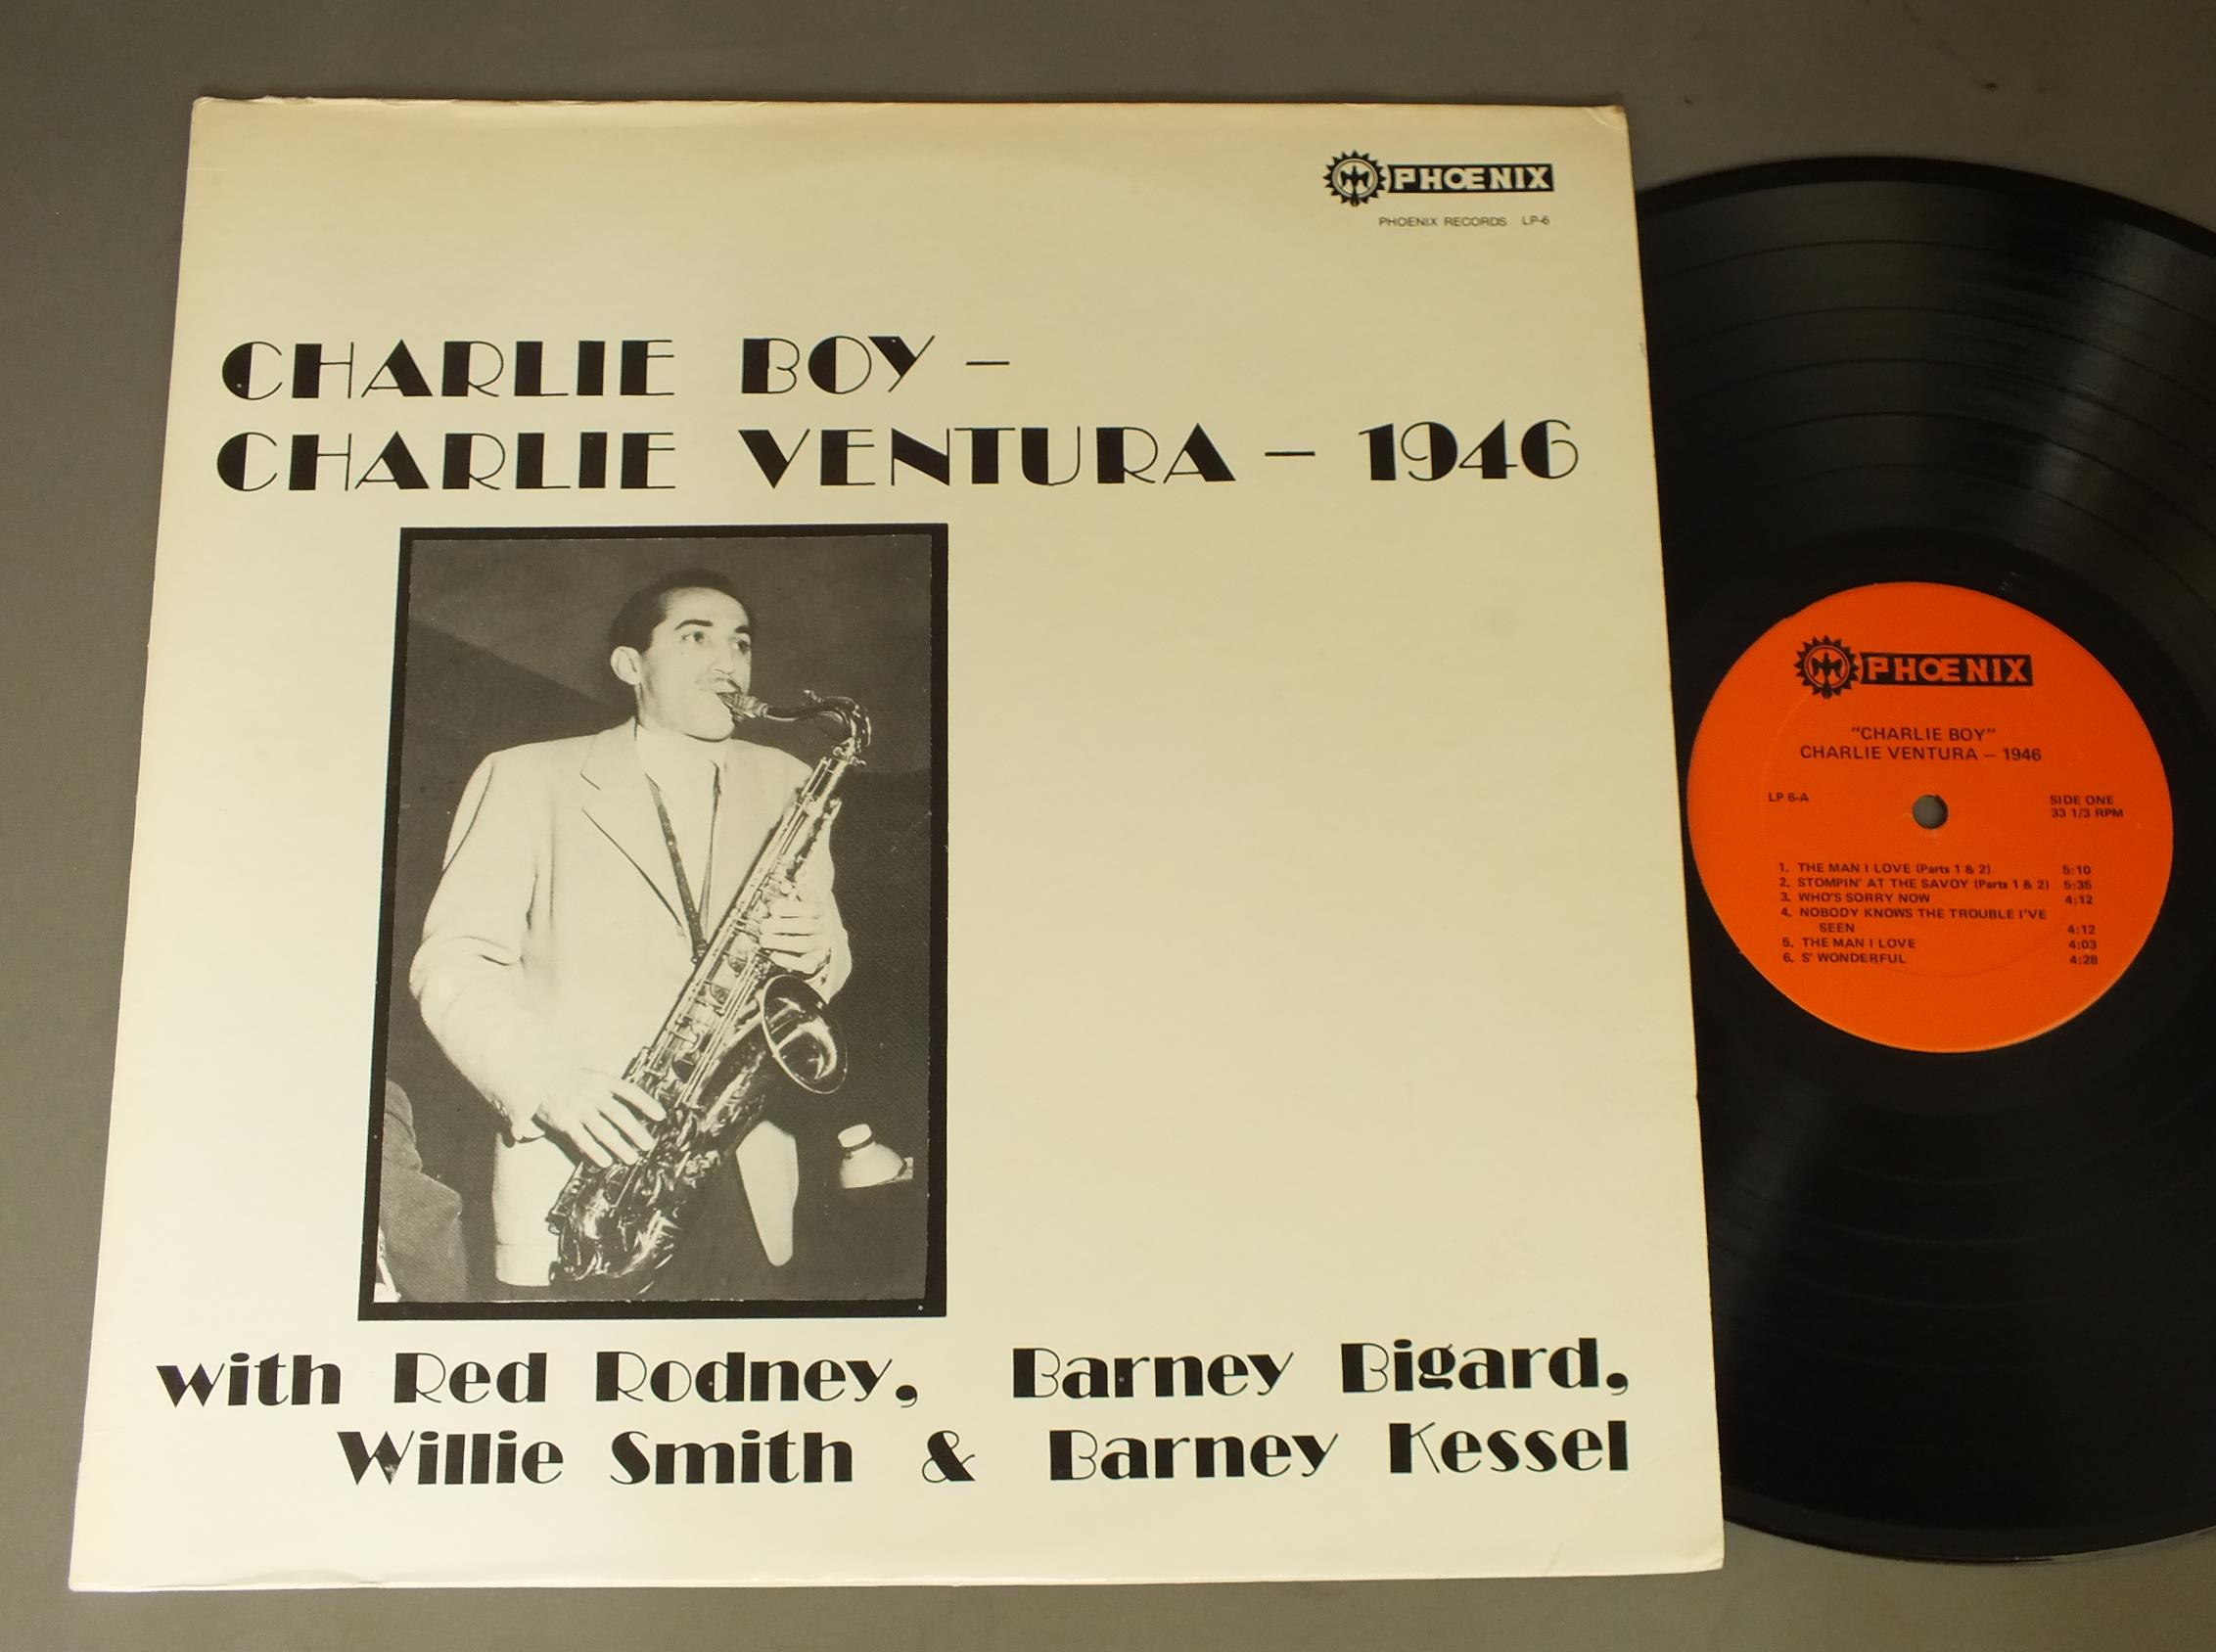 PHOENIX
PHOENIX RECORDS LP-6
CHARLIE BOY –
CHARLIE VENTURA – 1946
with Red Rodney, Barney Bigard,
Willie Smith & Barney Kessel
PHOENIX
"CHARLIE BOY"
CHARLIE VENTURA – 1946
LP 6-A
SIDE ONE
33 1/3 RPM
1. THE MAN I LOVE (Parts 1 & 2) 5:10
2. STOMPIN' AT THE SAVOY (Parts 1 & 2) 5:35
3. WHO'S SORRY NOW 4:12
4. NOBODY KNOWS THE TROUBLE I'VE
SEEN 4:12
5. THE MAN I LOVE 4:03
6. S' WONDERFUL 4:28